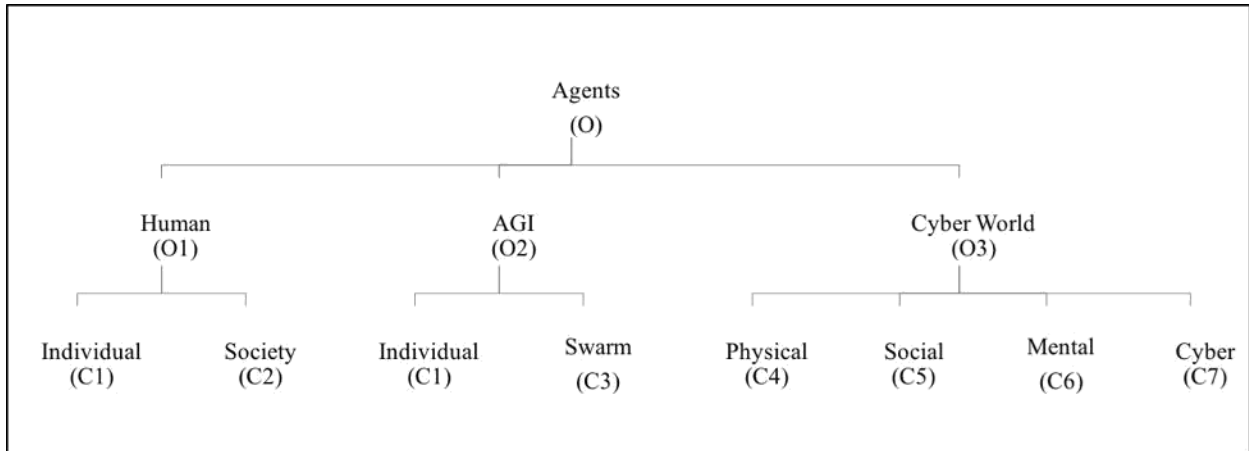 Agents
(O)
Human
(O1)
AGI
(O2)
Cyber World
(O3)
Individual
(C1)
Society
(C2)
Individual
(C1)
Swarm
(C3)
Physical
(C4)
Social
(C5)
Mental
(C6)
Cyber
(C7)